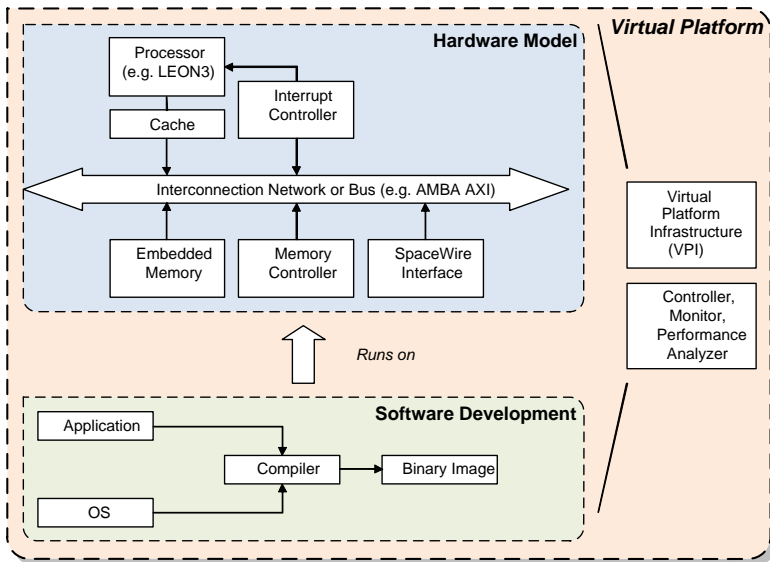 Virtual Platform
Hardware Model
Processor
(e.g. LEON3)
Cache
Interrupt
Controller
Interconnection Network or Bus (e.g. AMBA AXI)
Embedded
Memory
Memory
Controller
SpaceWire
Interface
Virtual
Platform
Infrastructure
(VPI)
Controller,
Monitor,
Performance
Analyzer
Runs on
Software Development
Application
Compiler
Binary Image
OS